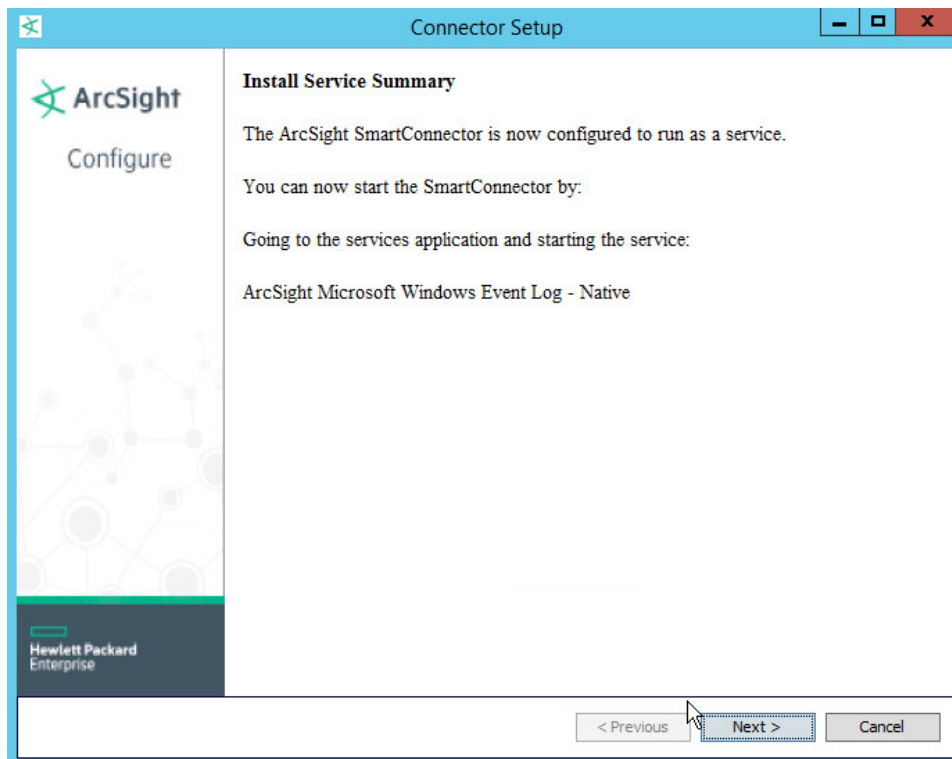 Connector Setup
ArcSight
Configure
Install Service Summary
The ArcSight SmartConnector is now configured to run as a service.
You can now start the SmartConnector by:
Going to the services application and starting the service:
ArcSight Microsoft Windows Event Log - Native
Hewlett Packard
Enterprise
< Previous Next > Cancel